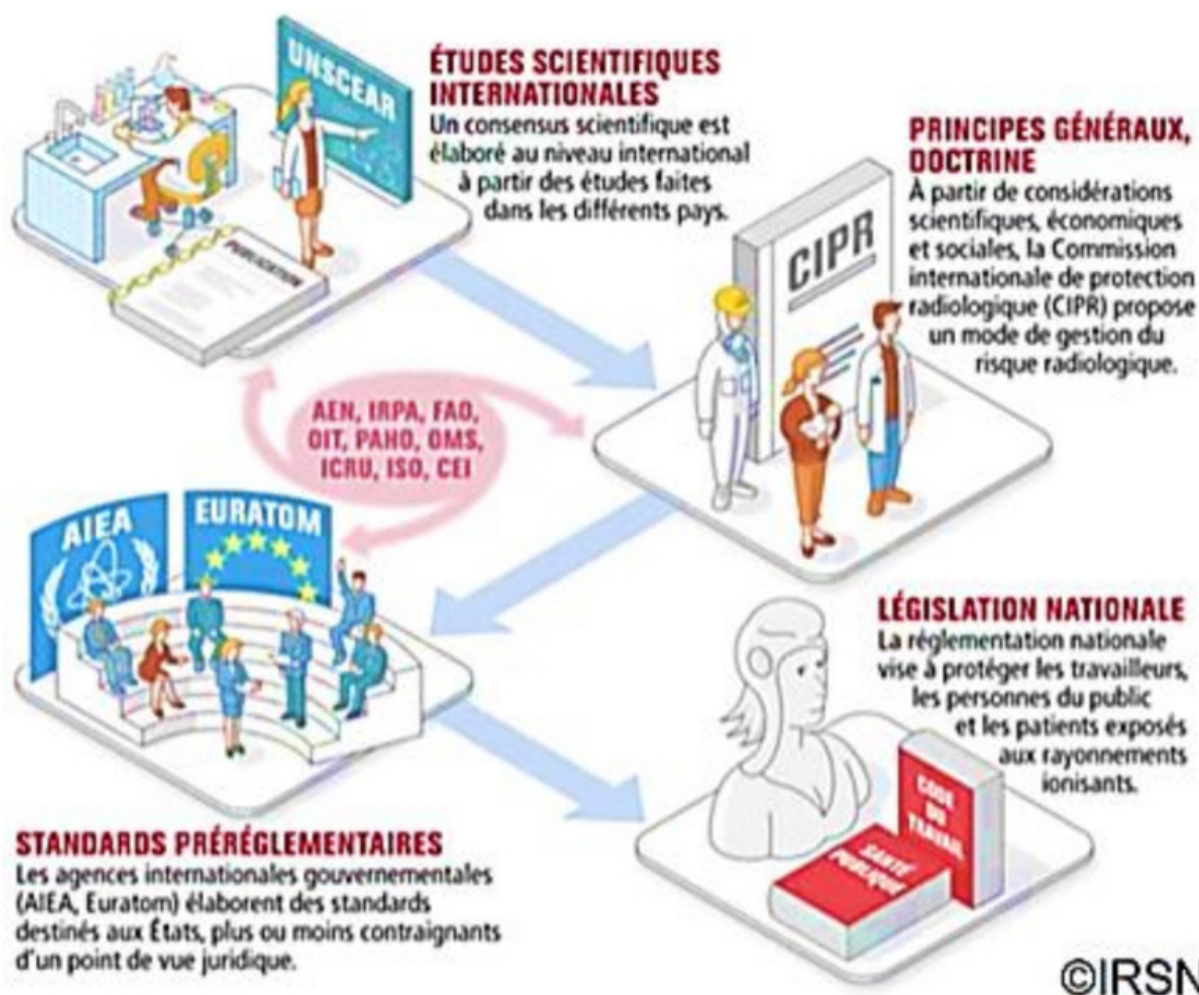 UNSCEAR
PUBLICATION
ÉTUDES SCIENTIFIQUES
INTERNATIONALES
Un consensus scientifique est
élaboré au niveau international
à partir des études faites
dans les différents pays.
CIPR
PRINCIPES GÉNÉRAUX,
DOCTRINE
À partir de considérations
scientifiques, économiques
et sociales, la Commission
internationale de protection
radiologique (CIPR) propose
un mode de gestion du
risque radiologique.
AEN, IRPA, FAO,
OIT, PAHO, OMS,
ICRU, ISO, CEI
AIEA
EURATOM
STANDARDS PRÉRÉGLEMENTAIRES
Les agences internationales gouvernementales
(AIEA, Euratom) élaborent des standards
destinés aux États, plus ou moins contraignants
d'un point de vue juridique.
LÉGISLATION NATIONALE
La réglementation nationale
vise à protéger les travailleurs,
les personnes du public
et les patients exposés
aux rayonnements
ionisants.
CODE
DU
TRAVAIL
SANTÉ
PUBLIQUE
©IRSN